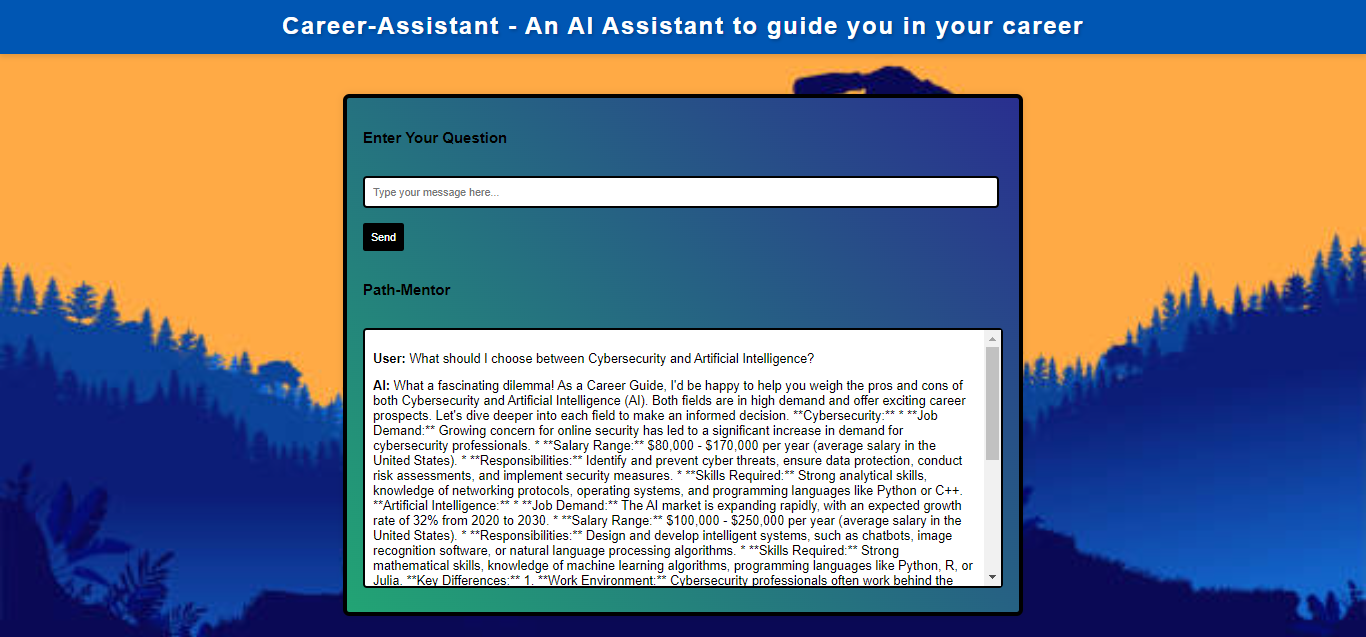 Career-Assistant - An AI Assistant to guide you in your career
Enter Your Question
Type your message here...
Send
Path-Mentor
User: What should I choose between Cybersecurity and Artificial Intelligence?
AI: What a fascinating dilemma! As a Career Guide, I'd be happy to help you weigh the pros and cons of
both Cybersecurity and Artificial Intelligence (AI). Both fields are in high demand and offer exciting career
prospects. Let's dive deeper into each field to make an informed decision. **Cybersecurity:** * **Job
Demand:** Growing concern for online security has led to a significant increase in demand for
cybersecurity professionals. * **Salary Range:** $80,000 - $170,000 per year (average salary in the
United States). * **Responsibilities:** Identify and prevent cyber threats, ensure data protection, conduct
risk assessments, and implement security measures. * **Skills Required:** Strong analytical skills,
knowledge of networking protocols, operating systems, and programming languages like Python or C++.
**Artificial Intelligence:** * **Job Demand:** The AI market is expanding rapidly, with an expected growth
rate of 32% from 2020 to 2030. * **Salary Range:** $100,000 - $250,000 per year (average salary in the
United States). * **Responsibilities:** Design and develop intelligent systems, such as chatbots, image
recognition software, or natural language processing algorithms. * **Skills Required:** Strong
mathematical skills, knowledge of machine learning algorithms, programming languages like Python, R, or
Julia. **Key Differences:** 1. **Work Environment:** Cybersecurity professionals often work behind the